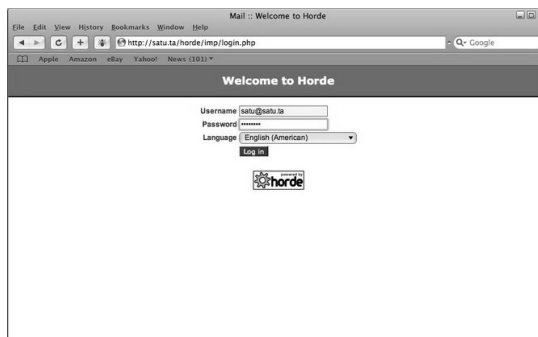 Mail :: Welcome to Horde
File Edit View History Bookmarks Window Help
http://satu.ta/horde/imp/login.php
Google
Apple Amazon eBay Yahoo! News (101)
Welcome to Horde
Username satu@satu.ta
Password ••••••••
Language English (American)
Log in
powered by
horde